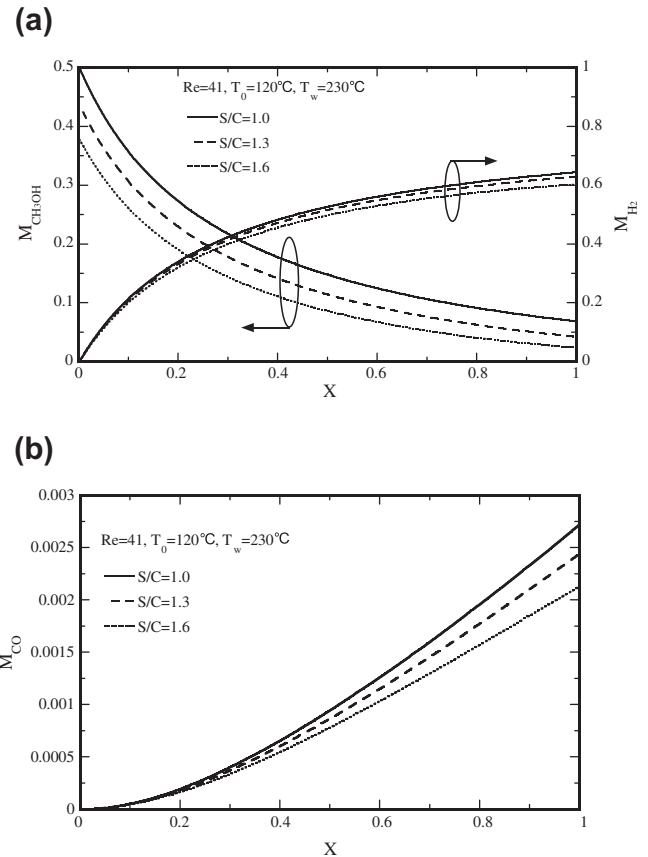 (a)
0.5
0.4
0.3
0.2
0.1
0
M_CH3OH
1
0.8
0.6
0.4
0.2
0
M_H2
Re=41, T_0=120℃, T_w=230℃
S/C=1.0
S/C=1.3
S/C=1.6
0 0.2 0.4 0.6 0.8 1
X
(b)
0.003
0.0025
0.002
0.0015
0.001
0.0005
0
M_CO
Re=41, T_0=120℃, T_w=230℃
S/C=1.0
S/C=1.3
S/C=1.6
0 0.2 0.4 0.6 0.8 1
X